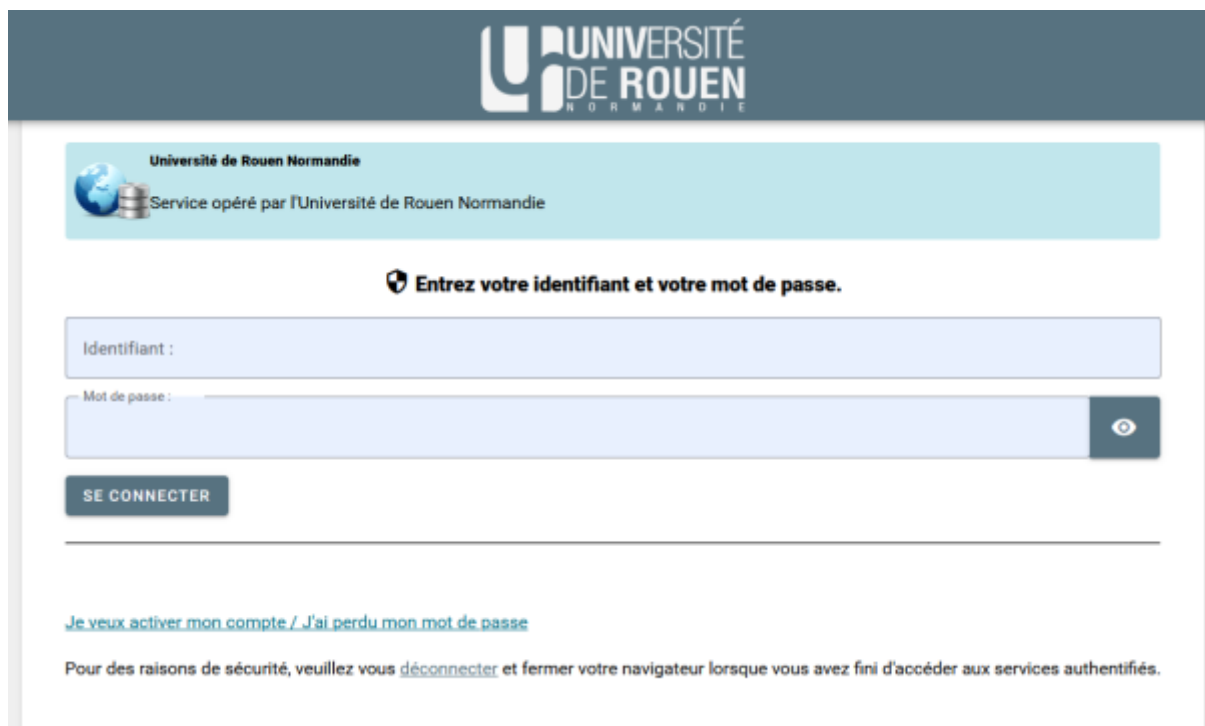 UNIVERSITÉ
DE ROUEN
NORMANDIE
Université de Rouen Normandie
Service opéré par l'Université de Rouen Normandie
Entrez votre identifiant et votre mot de passe.
Identifiant :
Mot de passe :
SE CONNECTER
Je veux activer mon compte / J'ai perdu mon mot de passe
Pour des raisons de sécurité, veuillez vous déconnecter et fermer votre navigateur lorsque vous avez fini d'accéder aux services authentifiés.